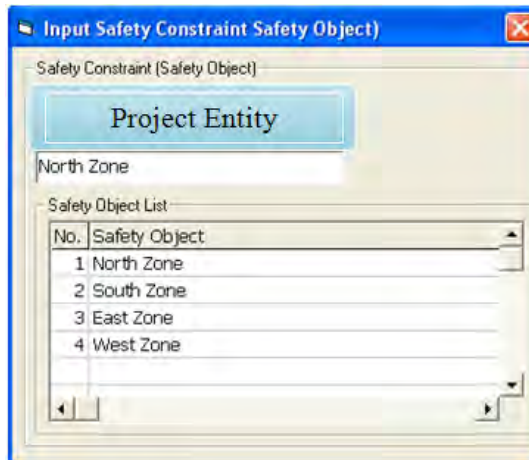 Input Safety Constraint Safety Object)
Safety Constraint (Safety Object)
Project Entity
North Zone
Safety Object List
No. Safety Object
1 North Zone
2 South Zone
3 East Zone
4 West Zone